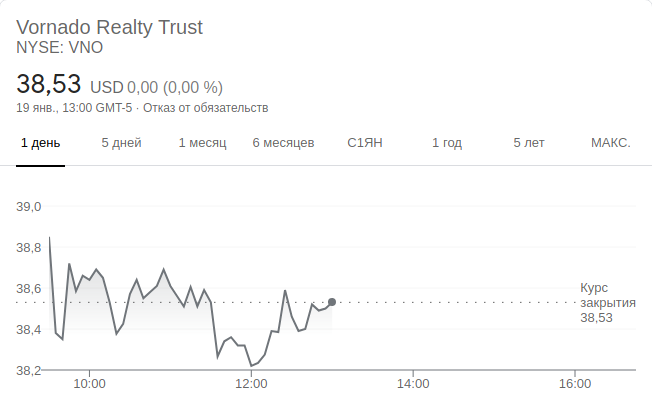 Vornado Realty Trust
NYSE: VNO
38,53 USD 0,00 (0,00 %)
19 янв., 13:00 GMT-5 · Отказ от обязательств
1 день 5 дней 1 месяц 6 месяцев С1ЯН 1 год 5 лет МАКС.
39,0
38,8
38,6
Курс
закрытия
38,53
38,4
38,2
10:00 12:00 14:00 16:00